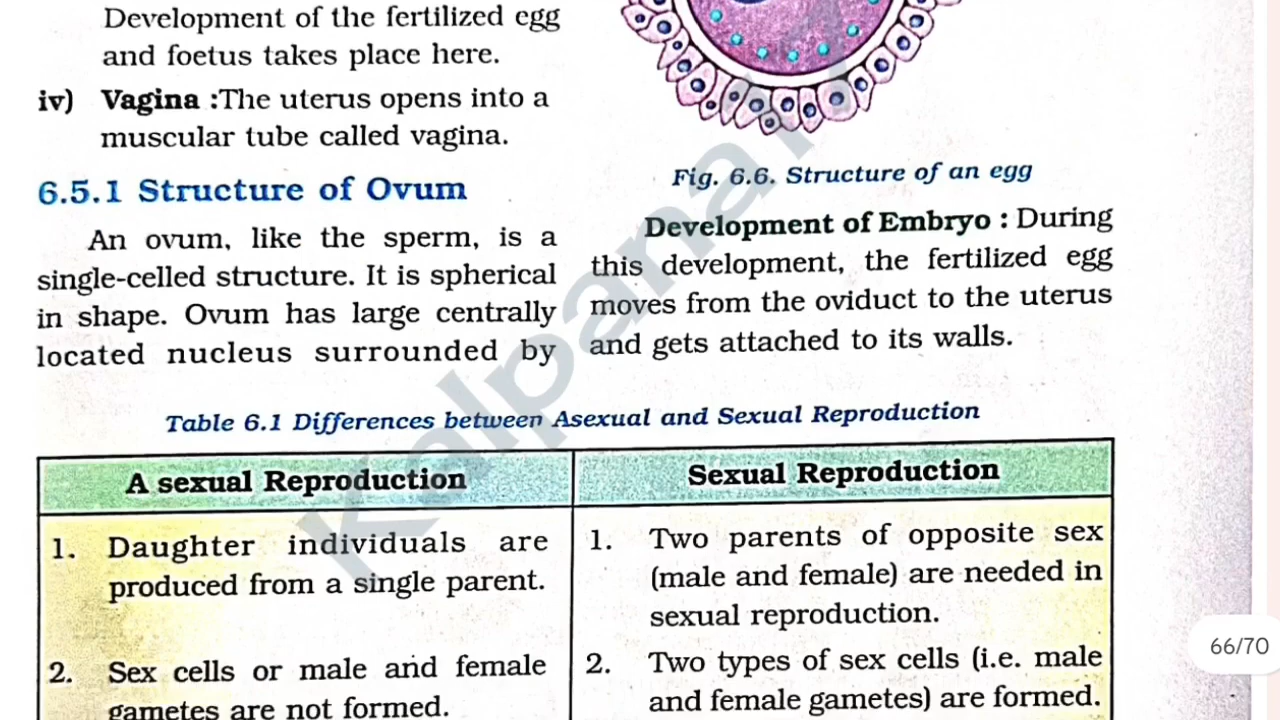 Development of the fertilized egg
and foetus takes place here.
iv) Vagina :The uterus opens into a
muscular tube called vagina.
6.5.1 Structure of Ovum
An ovum, like the sperm, is a
single-celled structure. It is spherical
in shape. Ovum has large centrally
located nucleus surrounded by
Fig. 6.6. Structure of an egg
Development of Embryo : During
this development, the fertilized egg
moves from the oviduct to the uterus
and gets attached to its walls.
Table 6.1 Differences between Asexual and Sexual Reproduction
A sexual Reproduction
1. Daughter individuals are
produced from a single parent.
2. Sex cells or male and female
gametes are not formed.
Sexual Reproduction
1. Two parents of opposite sex
(male and female) are needed in
sexual reproduction.
2. Two types of sex cells (i.e. male
and female gametes) are formed.
66/70
Kalpana